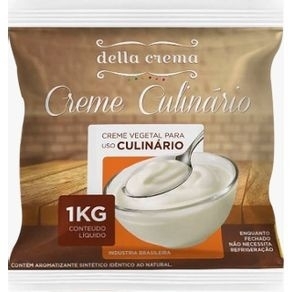 della crema
Creme Culinário
CREME VEGETAL PARA
USO CULINÁRIO
1KG
CONTEÚDO
LÍQUIDO
ENQUANTO
FECHADO
NÃO NECESSITA
REFRIGERAÇÃO
INDÚSTRIA BRASILEIRA
CONTÉM AROMATIZANTE SINTÉTICO IDÊNTICO AO NATURAL.